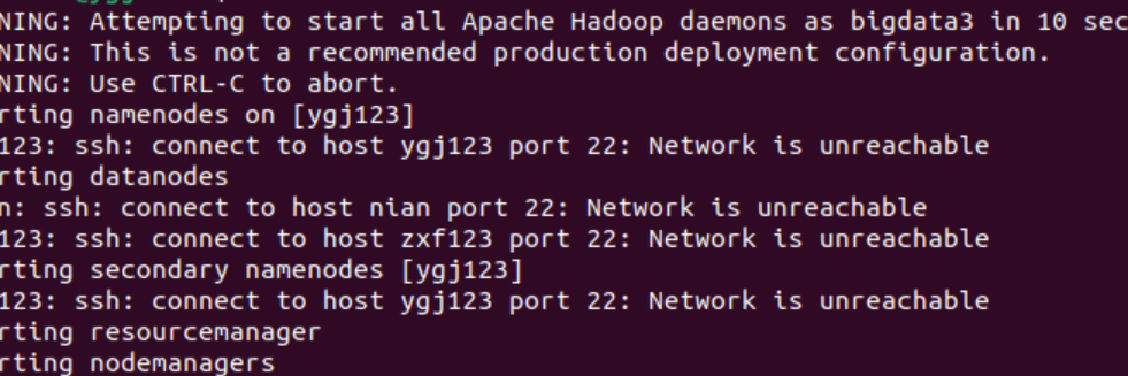 NING: Attempting to start all Apache Hadoop daemons as bigdata3 in 10 sec
NING: This is not a recommended production deployment configuration.
NING: Use CTRL-C to abort.
rting namenodes on [ygj123]
123: ssh: connect to host ygj123 port 22: Network is unreachable
rting datanodes
n: ssh: connect to host nian port 22: Network is unreachable
123: ssh: connect to host zxf123 port 22: Network is unreachable
rting secondary namenodes [ygj123]
123: ssh: connect to host ygj123 port 22: Network is unreachable
rting resourcemanager
rting nodemanagers